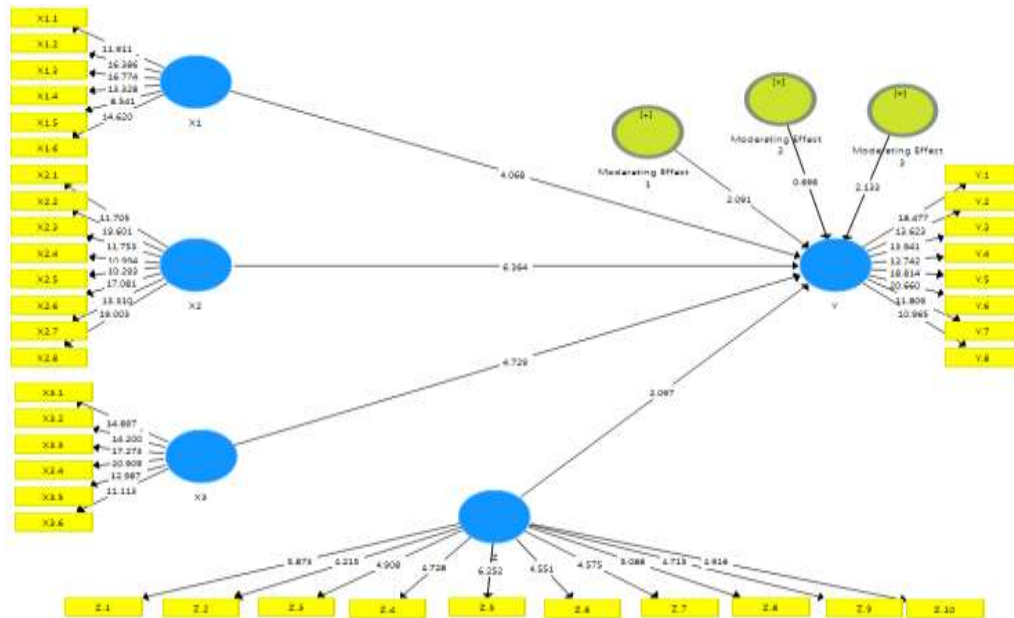 X1.1
X1.2
X1.3
X1.4
X1.5
X1.6
11.911
16.396
16.774
13.328
8.541
14.620
X1
X2.1
X2.2
X2.3
X2.4
X2.5
X2.6
X2.7
X2.8
11.705
19.601
11.753
10.994
10.293
17.081
13.310
19.003
X2
X3.1
X3.2
X3.3
X3.4
X3.5
X3.6
14.897
14.200
17.273
20.909
12.987
11.113
X3
4.068
6.364
4.729
2.097
[+]
Moderating Effect
1
[+]
Moderating Effect
2
[+]
Moderating Effect
3
2.091
0.698
2.133
Y
Y.1
Y.2
Y.3
Y.4
Y.5
Y.6
Y.7
Y.8
18.477
13.623
12.742
18.814
20.660
11.809
10.965
Z
4.908
4.728
6.252
4.551
4.575
5.088
4.715
Z.1
Z.2
Z.3
Z.4
Z.5
Z.6
Z.7
Z.8
Z.9
Z.10